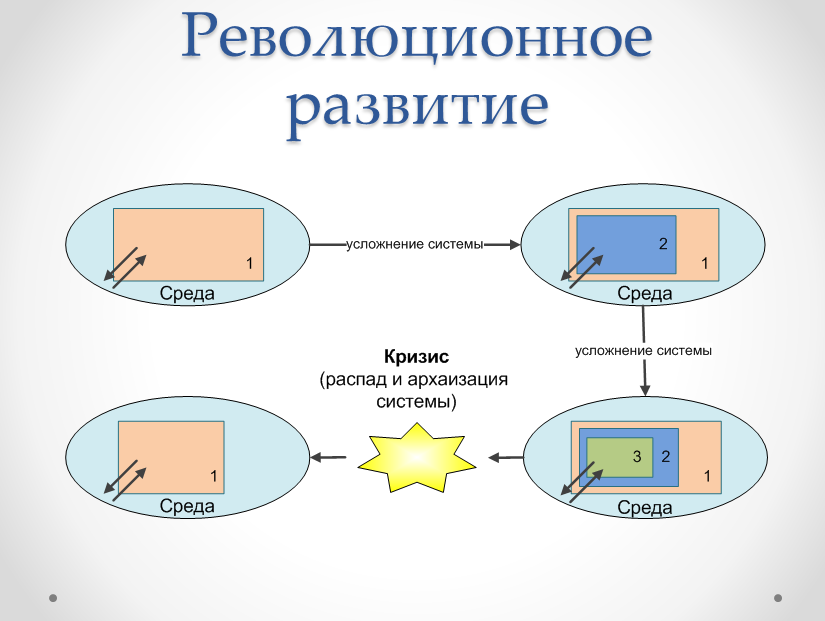 Революционное
развитие
1
Среда
усложнение системы
2
1
Среда
усложнение системы
Кризис
(распад и архаизация
системы)
1
Среда
3
2
1
Среда